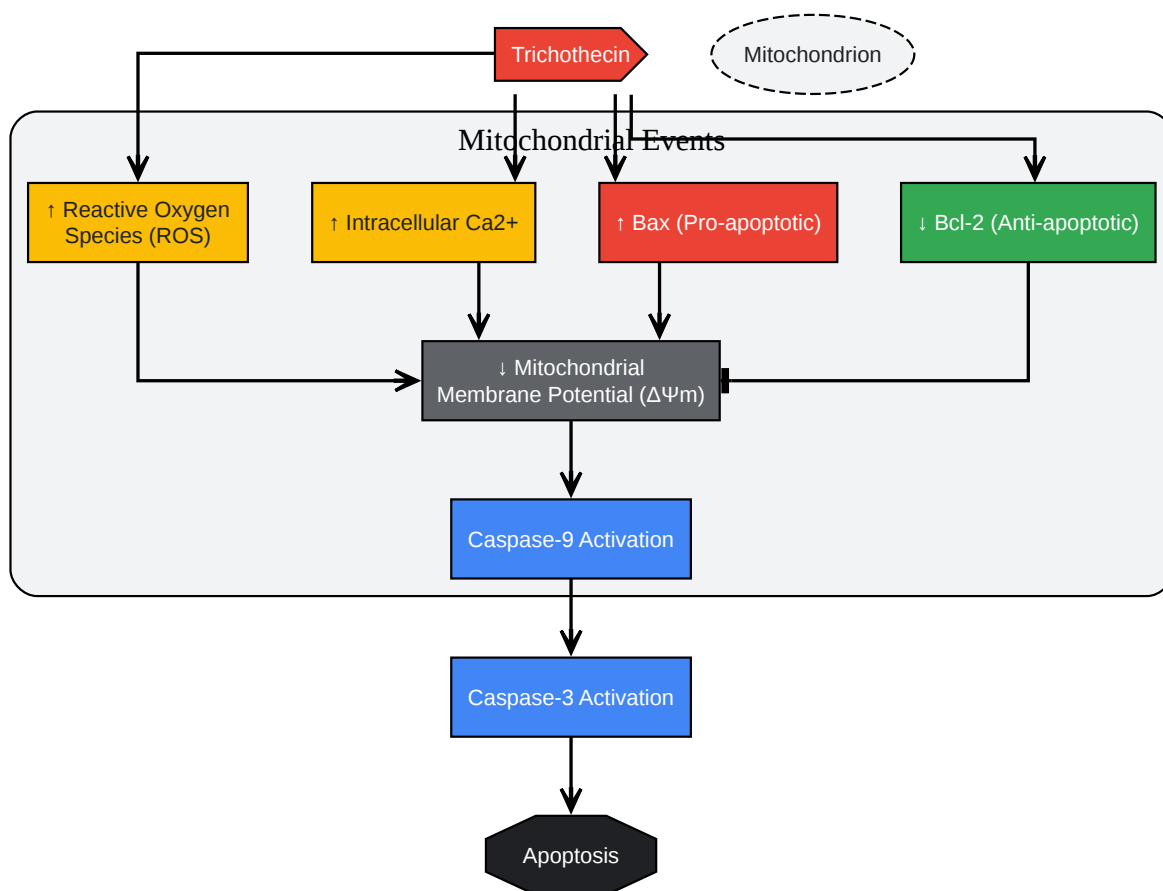 Trichothecin
Mitochondrion
Mitochondrial Events
↑ Reactive Oxygen
Species (ROS)
↑ Intracellular Ca2+
↑ Bax (Pro-apoptotic)
↓ Bcl-2 (Anti-apoptotic)
↓ Mitochondrial
Membrane Potential (ΔΨm)
Caspase-9 Activation
Caspase-3 Activation
Apoptosis